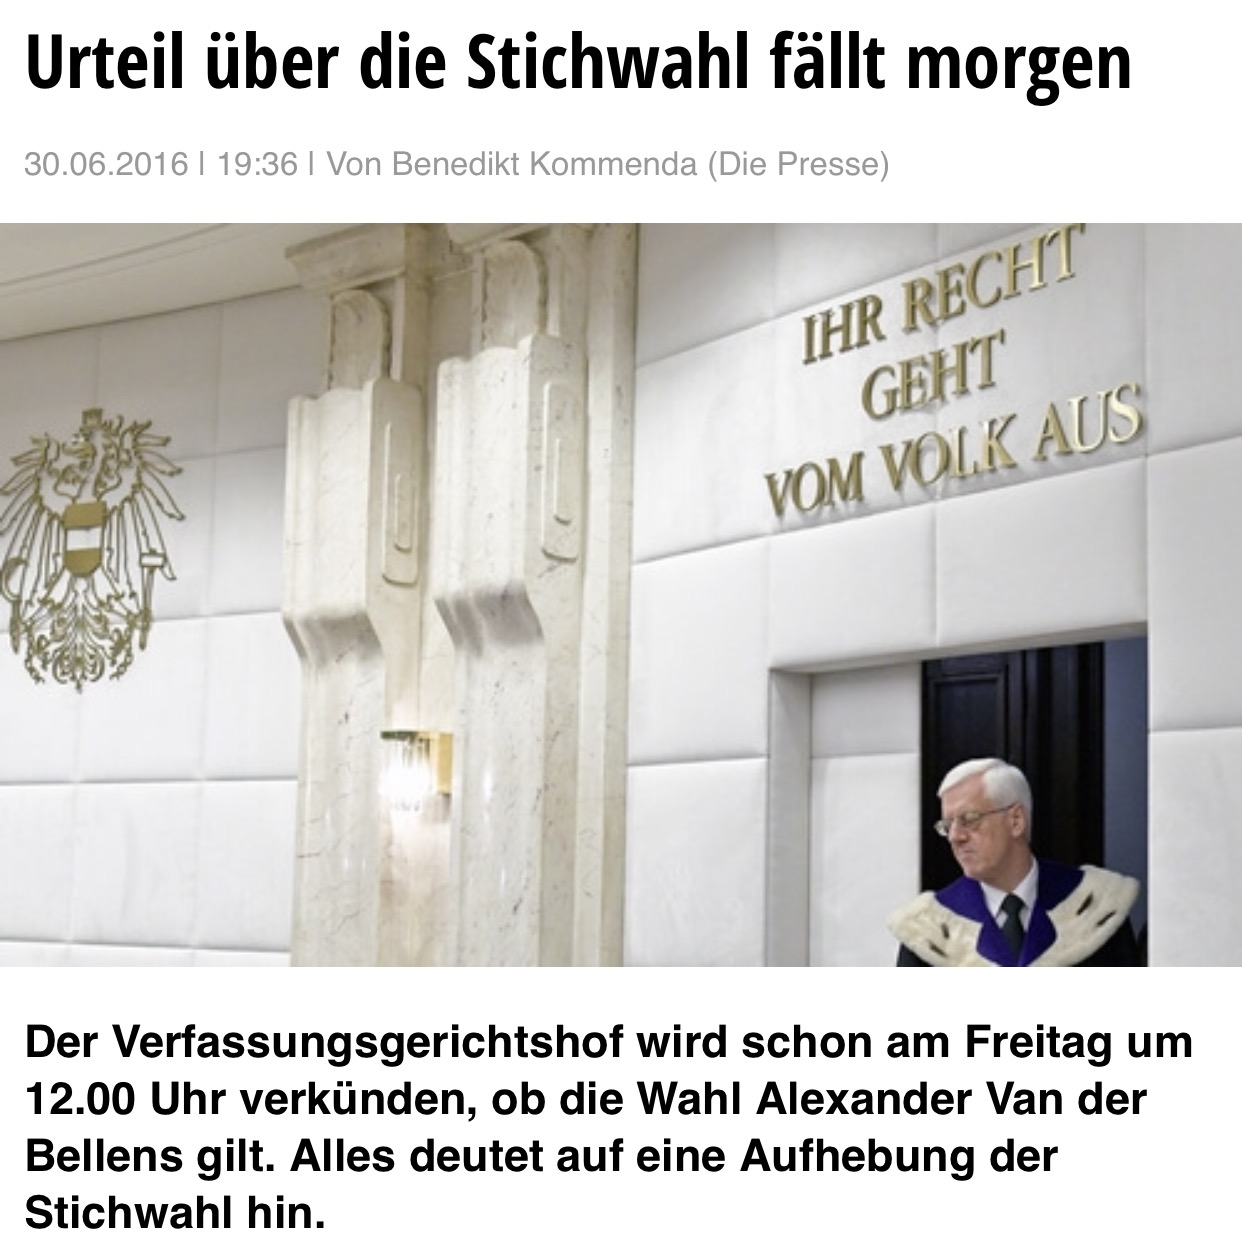 Urteil über die Stichwahl fällt morgen
30.06.2016 | 19:36 | Von Benedikt Kommenda (Die Presse)
IHR RECHT
GEHT
VOM VOLK AUS
Der Verfassungsgerichtshof wird schon am Freitag um
12.00 Uhr verkünden, ob die Wahl Alexander Van der
Bellens gilt. Alles deutet auf eine Aufhebung der
Stichwahl hin.